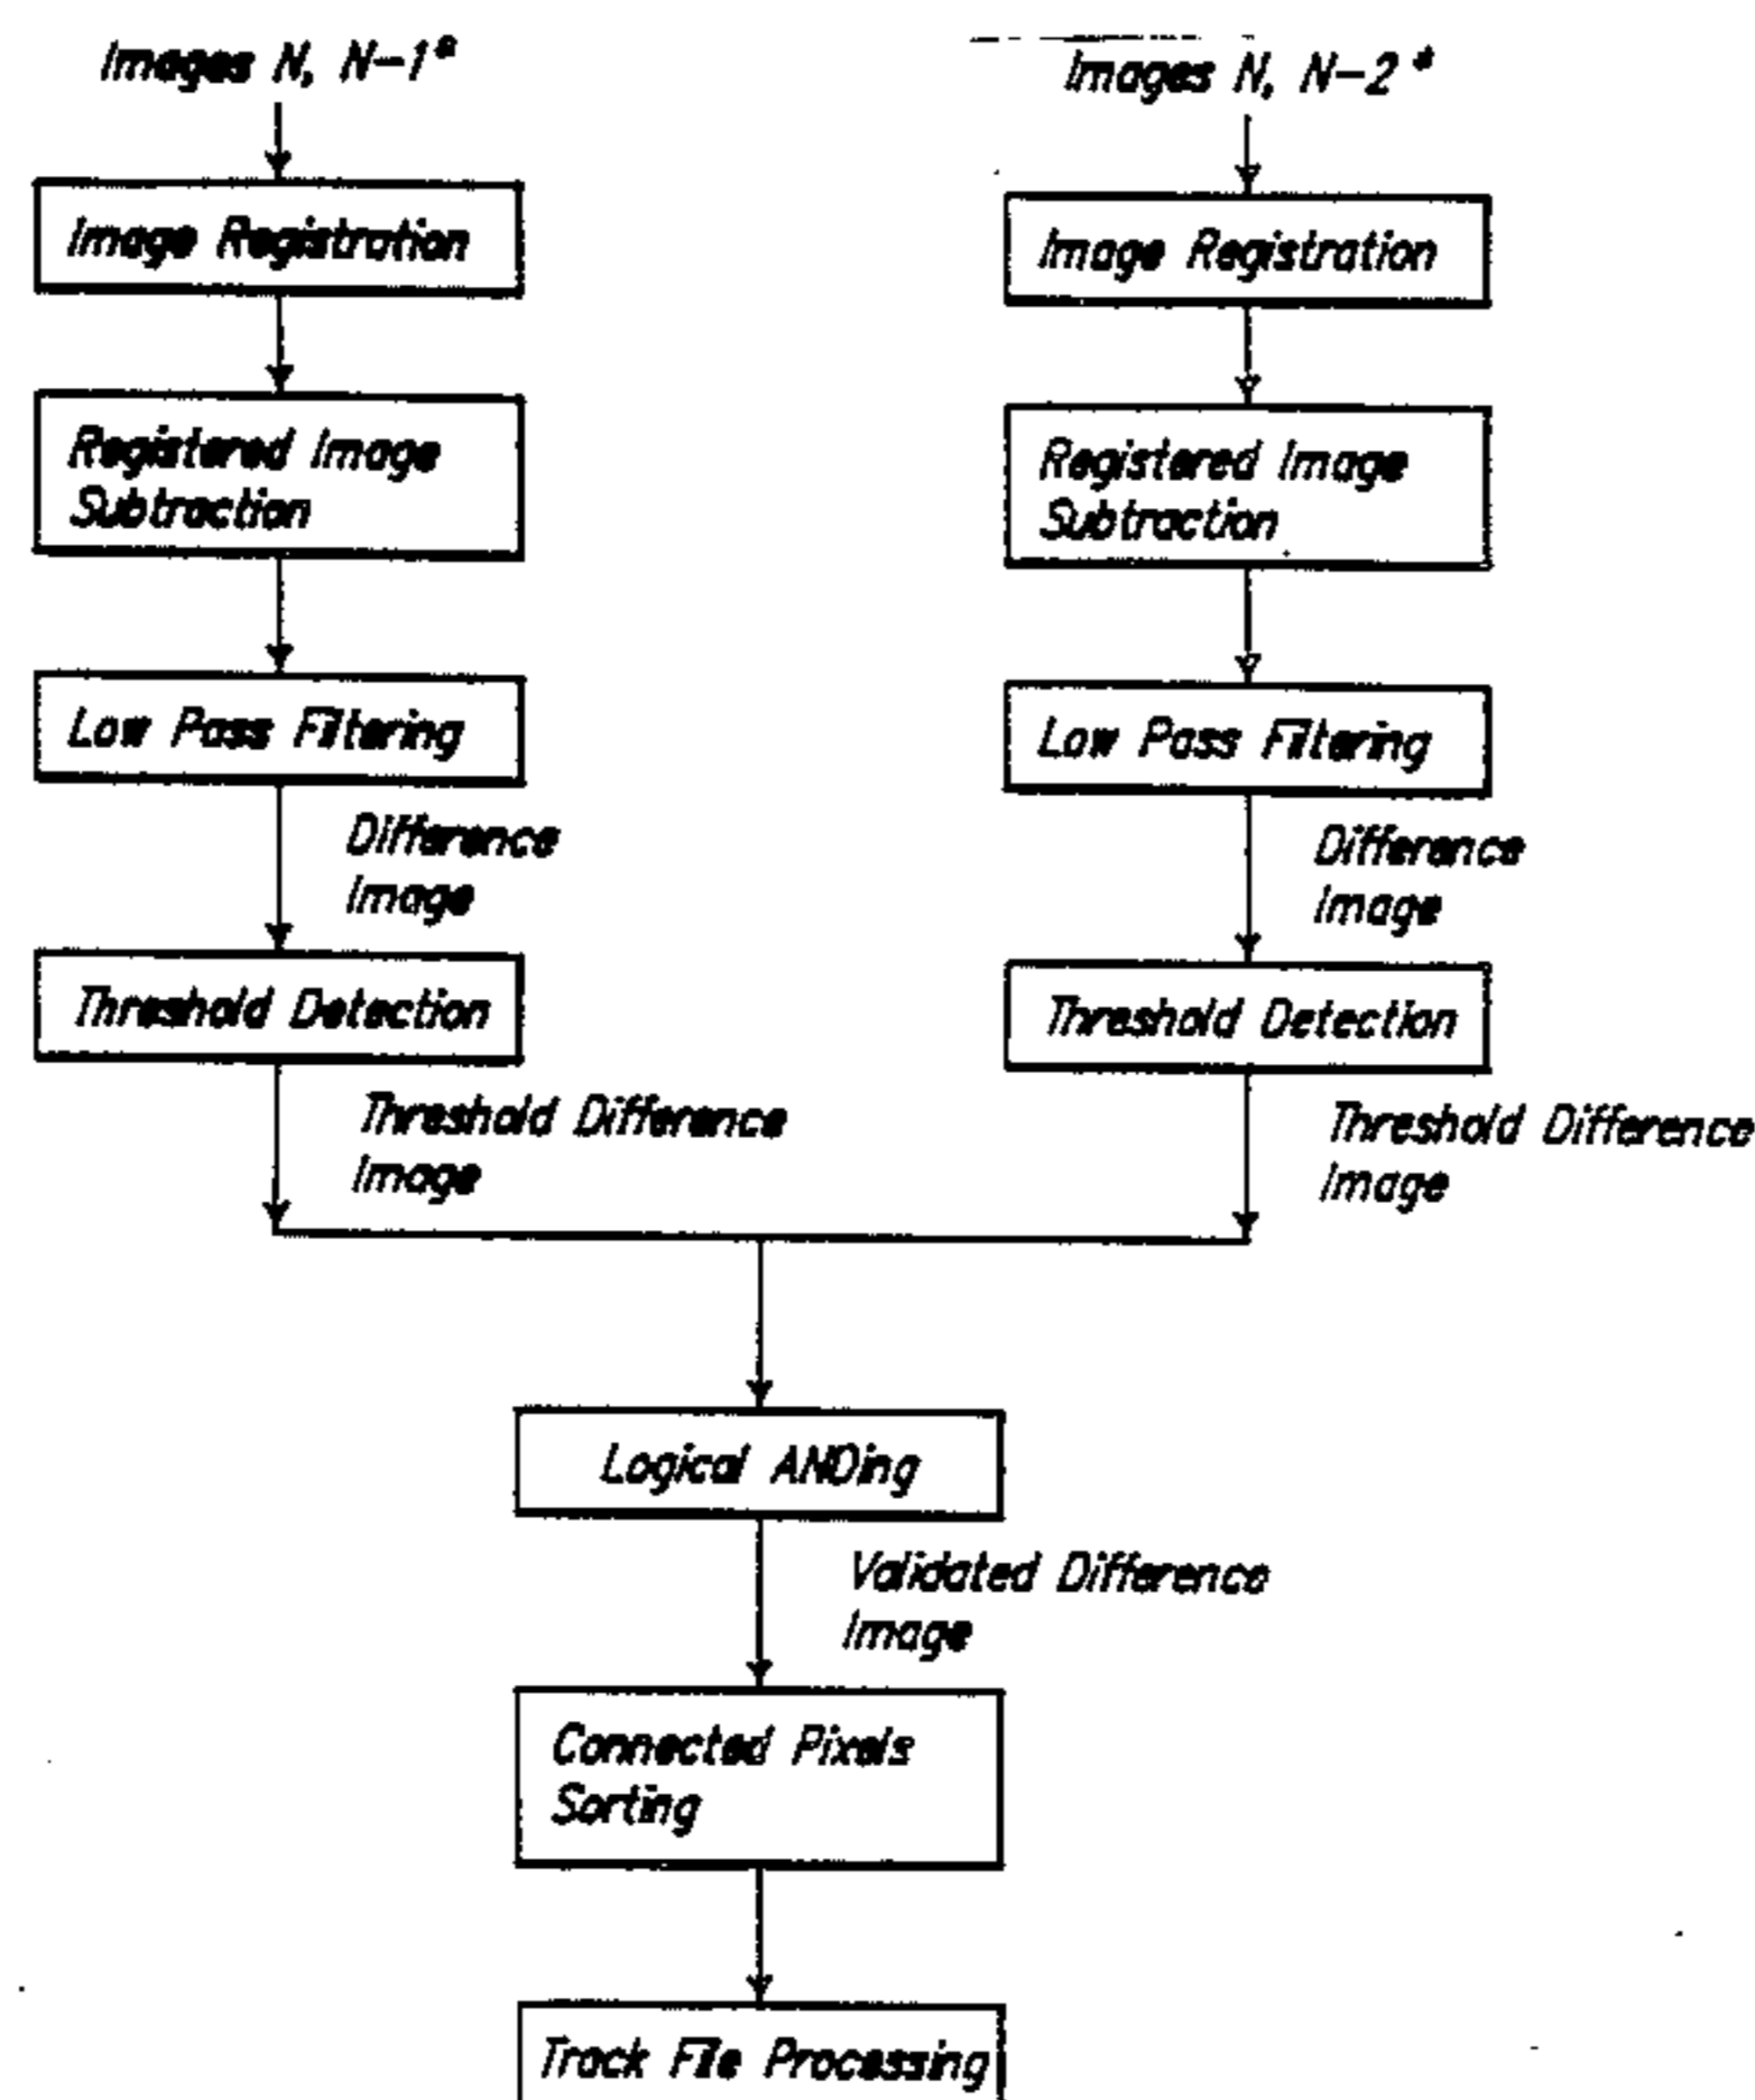 Images N, N-1*
Image Registration
Registered Image
Subtraction
Low Pass Filtering
Difference
Image
Threshold Detection
Threshold Difference
Image
Images N, N-2*
Image Registration
Registered Image
Subtraction
Low Pass Filtering
Difference
Image
Threshold Detection
Threshold Difference
Image
Logical ANDing
Validated Difference
Image
Connected Pixels
Sorting
Track File Processing